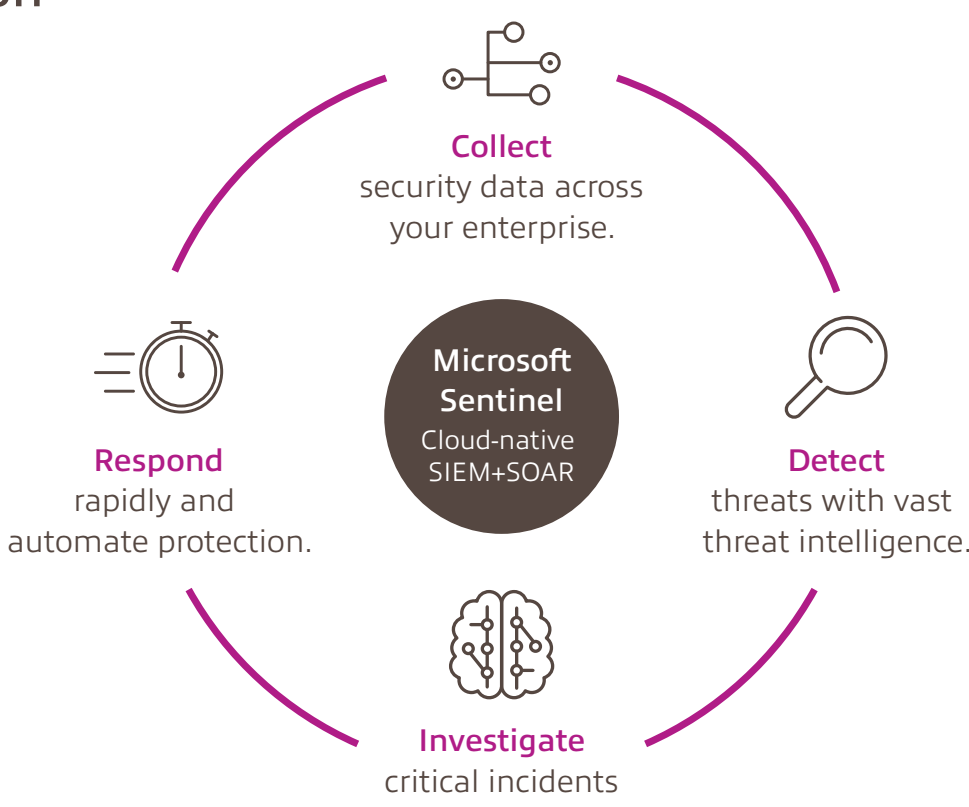 Collect
security data across
your enterprise.
Microsoft
Sentinel
Cloud-native
SIEM+SOAR
Respond
rapidly and
automate protection.
Detect
threats with vast
threat intelligence.
Investigate
critical incidents